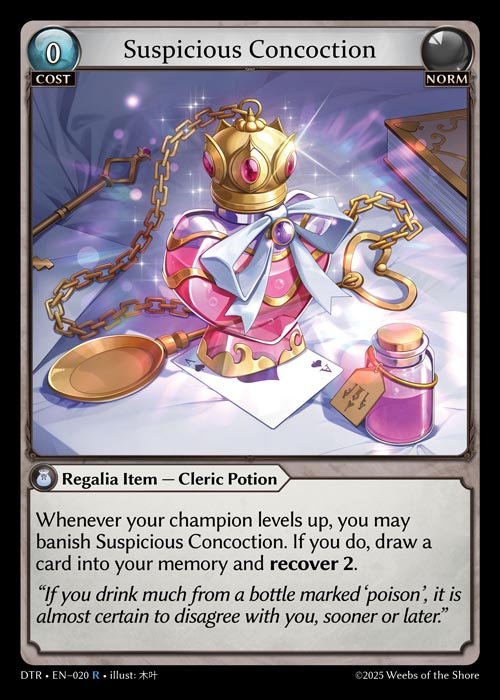 0
Suspicious Concoction
COST
NORM
A
Regalia Item — Cleric Potion
Whenever your champion levels up, you may
banish Suspicious Concoction. If you do, draw a
card into your memory and recover 2.
“If you drink much from a bottle marked ‘poison’, it is
almost certain to disagree with you, sooner or later.”
DTR • EN–020 R • illust: 木叶
©2025 Weebs of the Shore